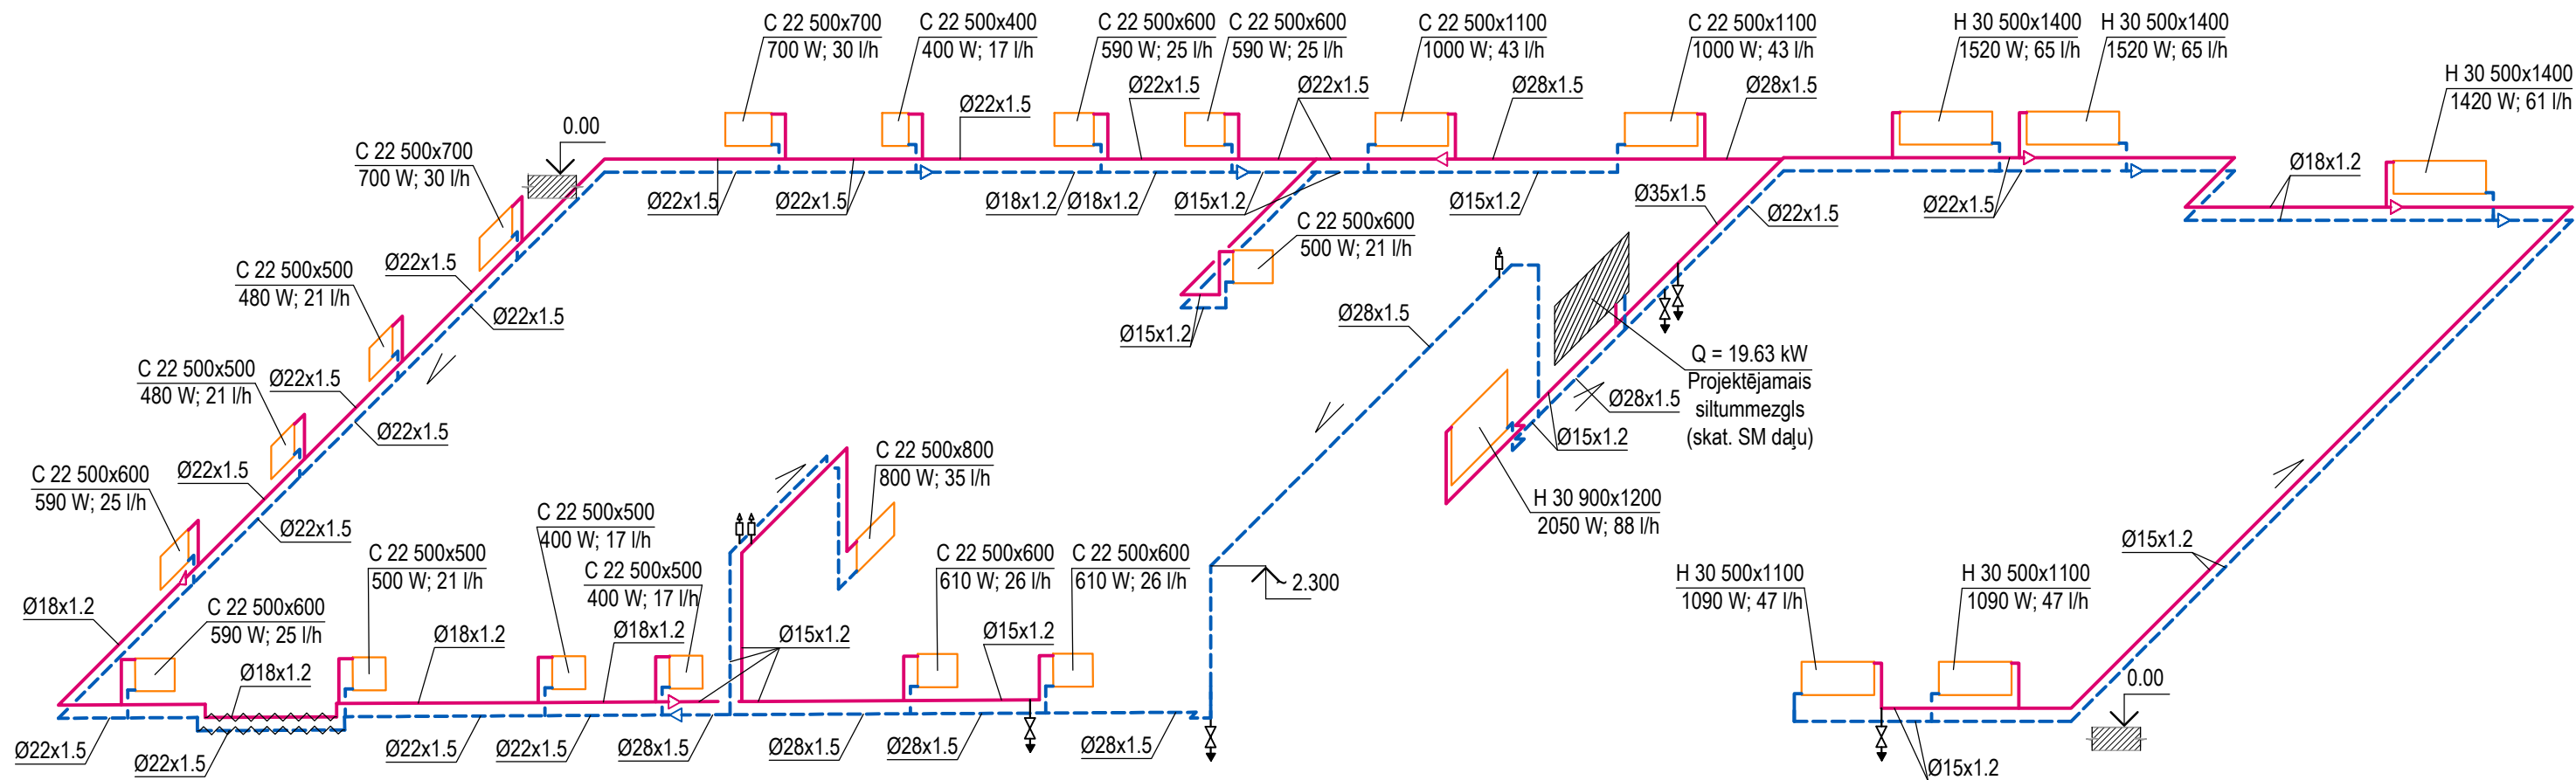 C 22 500x700
700 W; 30 l/h
C 22 500x400
400 W; 17 l/h
C 22 500x600
590 W; 25 l/h
C 22 500x600
590 W; 25 l/h
C 22 500x1100
1000 W; 43 l/h
C 22 500x1100
1000 W; 43 l/h
H 30 500x1400
1520 W; 65 l/h
H 30 500x1400
1520 W; 65 l/h
H 30 500x1400
1420 W; 61 l/h
Ø22x1.5
Ø22x1.5
Ø22x1.5
Ø28x1.5
Ø28x1.5
0.00
C 22 500x700
700 W; 30 l/h
Ø18x1.2
Ø22x1.5
Ø22x1.5
Ø18x1.2
Ø18x1.2
Ø15x1.2
Ø15x1.2
Ø35x1.5
Ø22x1.5
Ø22x1.5
C 22 500x600
500 W; 21 l/h
C 22 500x500
480 W; 21 l/h
Ø22x1.5
Ø22x1.5
Ø15x1.2
Ø28x1.5
Q = 19.63 kW
Projektējamais
siltummezgls
(skat. SM daļu)
C 22 500x500
480 W; 21 l/h
Ø22x1.5
Ø22x1.5
Ø28x1.5
Ø15x1.2
C 22 500x600
590 W; 25 l/h
Ø22x1.5
Ø22x1.5
C 22 500x800
800 W; 35 l/h
H 30 900x1200
2050 W; 88 l/h
C 22 500x500
400 W; 17 l/h
C 22 500x500
500 W; 21 l/h
C 22 500x500
400 W; 17 l/h
C 22 500x600
610 W; 26 l/h
C 22 500x600
610 W; 26 l/h
2.300
Ø15x1.2
H 30 500x1100
1090 W; 47 l/h
H 30 500x1100
1090 W; 47 l/h
Ø18x1.2
C 22 500x600
590 W; 25 l/h
Ø18x1.2
Ø18x1.2
Ø15x1.2
Ø15x1.2
Ø18x1.2
0.00
Ø22x1.5
Ø22x1.5
Ø22x1.5
Ø22x1.5
Ø28x1.5
Ø28x1.5
Ø28x1.5
Ø28x1.5
Ø15x1.2